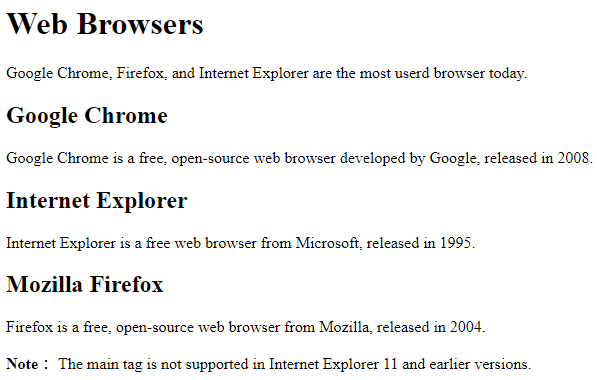 Web Browsers
Google Chrome, Firefox, and Internet Explorer are the most userd browser today.
Google Chrome
Google Chrome is a free, open-source web browser developed by Google, released in 2008.
Internet Explorer
Internet Explorer is a free web browser from Microsoft, released in 1995.
Mozilla Firefox
Firefox is a free, open-source web browser from Mozilla, released in 2004.
Note： The main tag is not supported in Internet Explorer 11 and earlier versions.